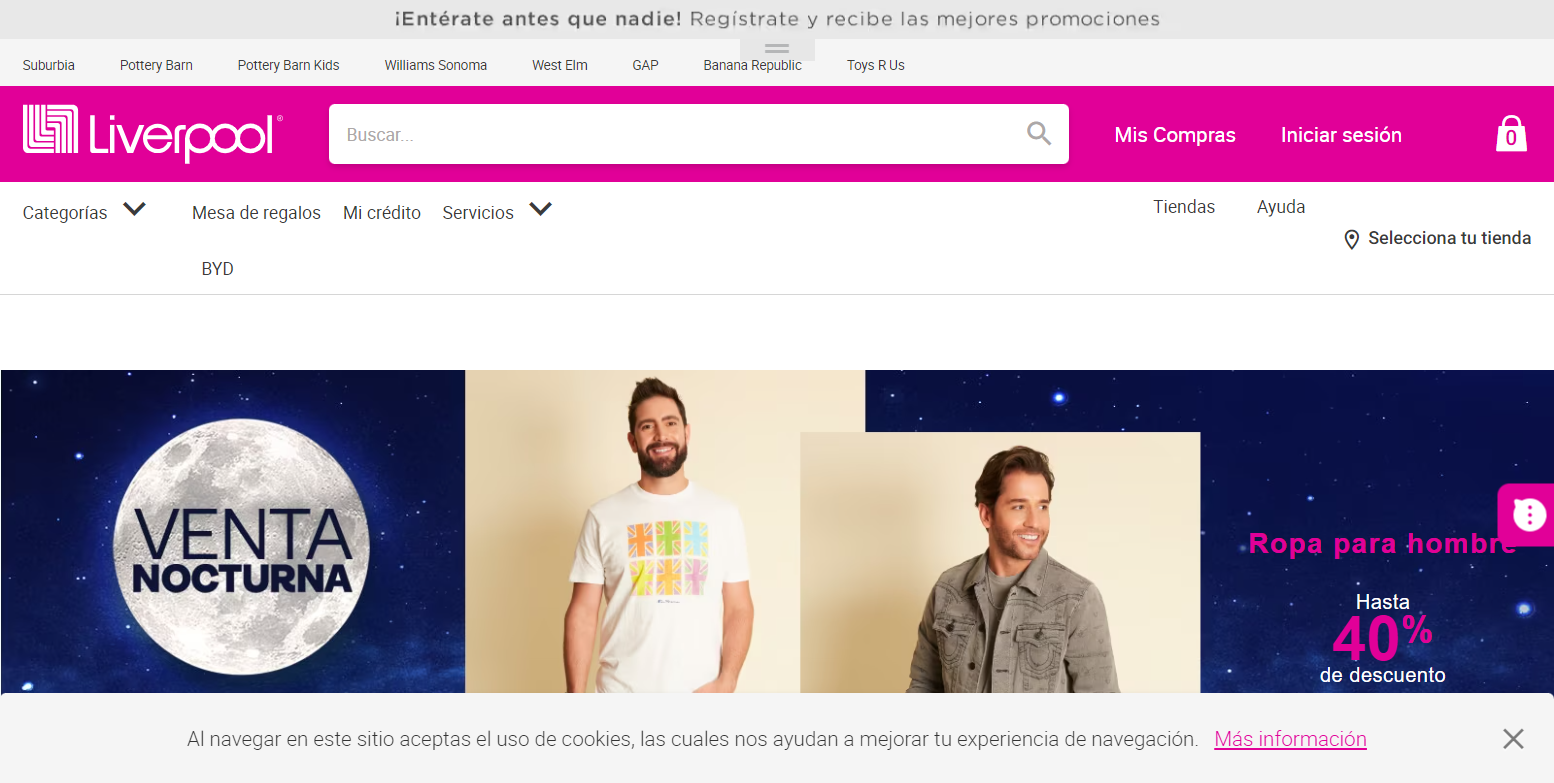 ¡Entérate antes que nadie! Regístrate y recibe las mejores promociones
Suburbia Pottery Barn Pottery Barn Kids Williams Sonoma West Elm GAP Banana Republic Toys R Us
Liverpool®
Buscar...
Mis Compras Iniciar sesión 0
Categorías Mesa de regalos Mi crédito Servicios Tiendas Ayuda
Selecciona tu tienda
BYD
VENTA
NOCTURNA
Ropa para hombre
Hasta
40%
de descuento
Al navegar en este sitio aceptas el uso de cookies, las cuales nos ayudan a mejorar tu experiencia de navegación. Más información